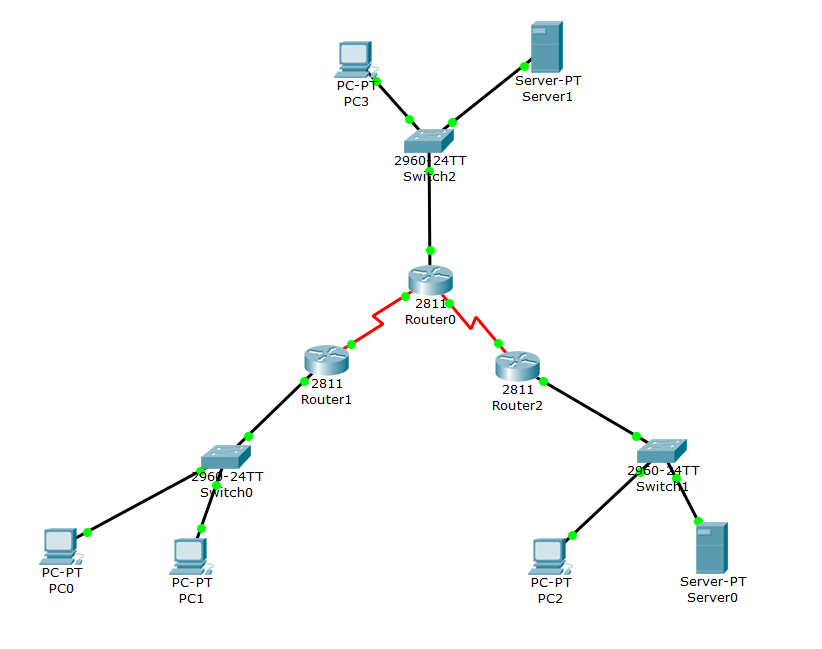 PC-PT
PC3
Server-PT
Server1
2960-24TT
Switch2
2811
Router0
2811
Router1
2811
Router2
2960-24TT
Switch0
2960-24TT
Switch1
PC-PT
PC0
PC-PT
PC1
PC-PT
PC2
Server-PT
Server0